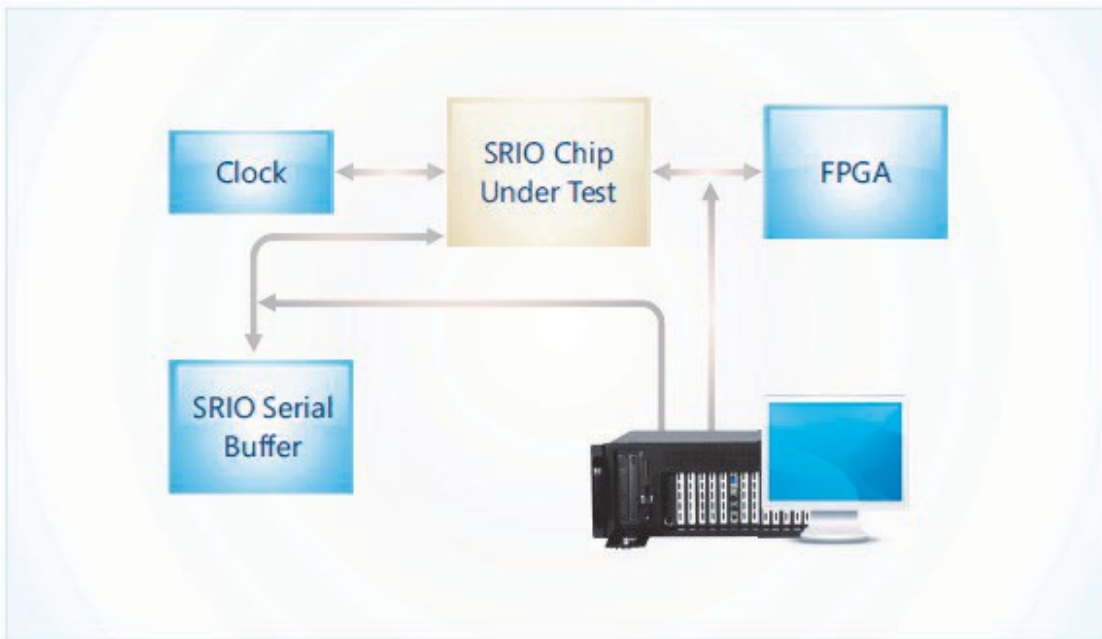 Clock
SRIO Chip
Under Test
FPGA
SRIO Serial
Buffer